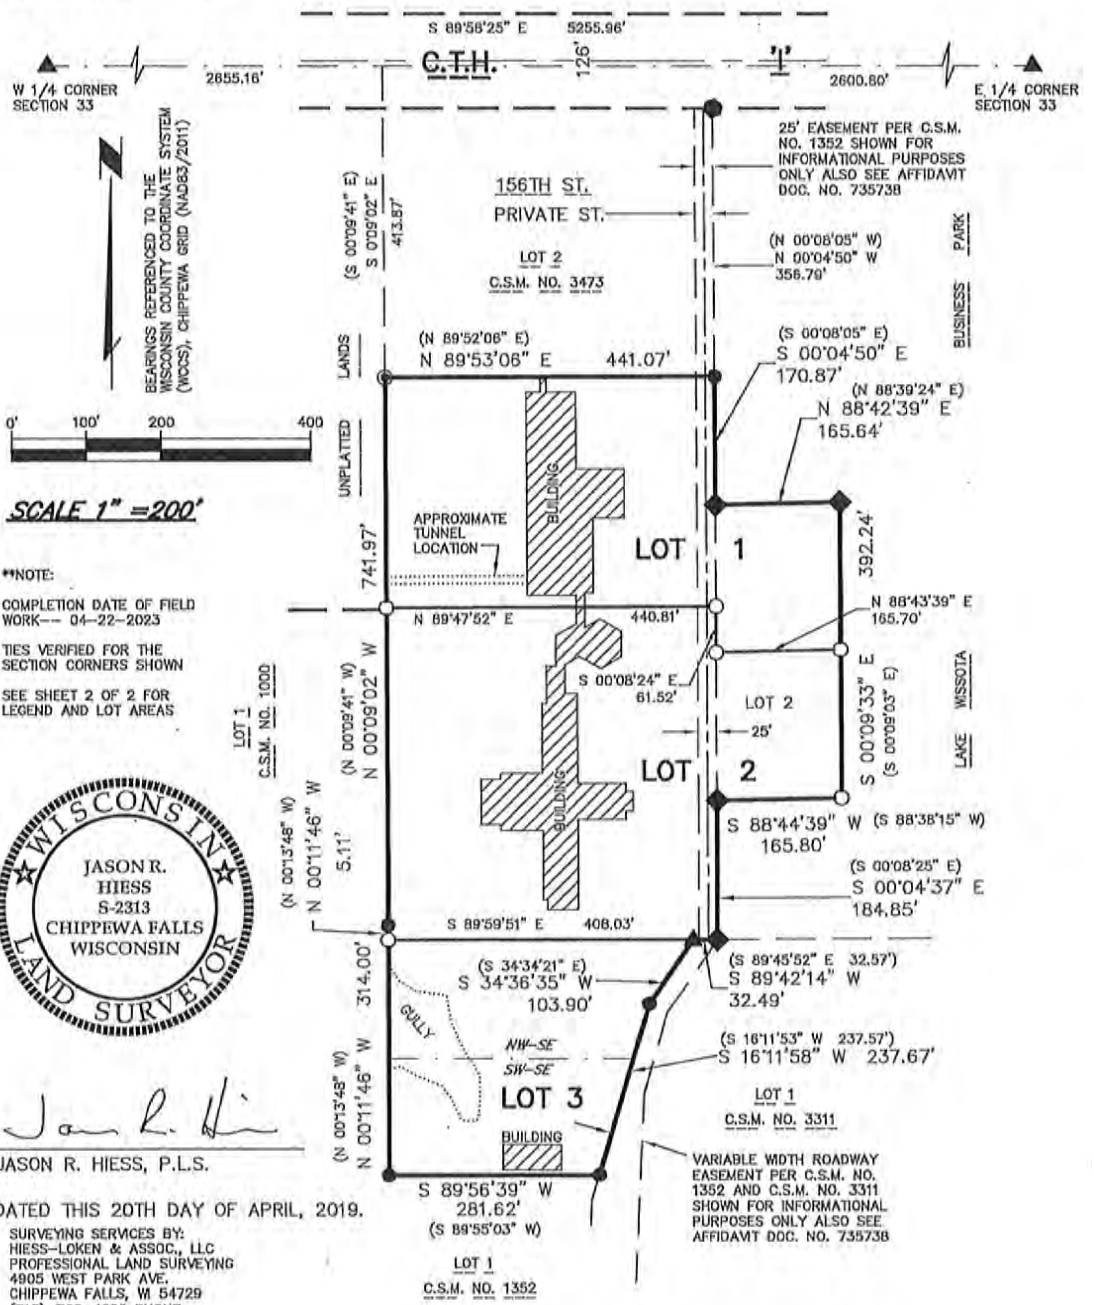 S 89°56'25" E 5255.96'
C.T.H. 126' 'I'
2655.16'
2600.80'
W 1/4 CORNER
SECTION 33
E 1/4 CORNER
SECTION 33
BEARINGS REFERENCED TO THE
WISCONSIN COUNTY COORDINATE SYSTEM
(WCCS), CHIPPEWA GRID (NAD83/2011)
(S 00°09'41" E)
S 0°09'02" E
413.87'
25' EASEMENT PER C.S.M.
NO. 1352 SHOWN FOR
INFORMATIONAL PURPOSES
ONLY ALSO SEE AFFIDAVIT
DOC. NO. 735738
156TH ST.
PRIVATE ST.
LOT 2
C.S.M. NO. 3473
(N 00°08'05" W)
N 00°04'50" W
356.79'
BUSINESS PARK
(N 89°52'06" E)
N 89°53'06" E 441.07'
(S 00°08'05" E)
S 00°04'50" E
170.87'
(N 88°39'24" E)
N 88°42'39" E
165.64'
UNPLATTED LANDS
0' 100' 200 400
SCALE 1" =200'
BUILDING
APPROXIMATE
TUNNEL
LOCATION
LOT 1
741.97'
392.24'
**NOTE:
COMPLETION DATE OF FIELD
WORK-- 04-22-2023
TIES VERIFIED FOR THE
SECTION CORNERS SHOWN
SEE SHEET 2 OF 2 FOR
LEGEND AND LOT AREAS
N 89°47'52" E 440.81'
N 88°43'39" E
165.70'
S 00°08'24" E
61.52'
LOT 1
C.S.M. NO. 1000
(N 00°09'41" W)
N 00°09'02" W
LOT 2
25'
S 00°09'33" E
(S 00°09'03" E)
LAKE WISSOTA
LOT 2
BUILDING
WISCONSIN
JASON R.
HIESS
S-2313
CHIPPEWA FALLS
WISCONSIN
LAND SURVEYOR
(N 00°13'48" W)
N 00°11'46" W
5.11'
S 88°44'39" W (S 88°38'15" W)
165.80'
(S 00°08'25" E)
S 00°04'37" E
184.85'
S 89°59'51" E 408.03'
(S 89°45'52" E 32.57')
S 89°42'14" W
32.49'
(S 34°34'21" E)
S 34°36'35" W
103.90'
314.00'
GULLY
(S 16°11'53" W 237.57')
S 16°11'58" W 237.67'
NW-SE
SW-SE
(N 00°13'48" W)
N 00°11'46" W
LOT 3
LOT 1
C.S.M. NO. 3311
BUILDING
Jason R. Hiess
JASON R. HIESS, P.L.S.
VARIABLE WIDTH ROADWAY
EASEMENT PER C.S.M. NO.
1352 AND C.S.M. NO. 3311
SHOWN FOR INFORMATIONAL
PURPOSES ONLY ALSO SEE
AFFIDAVIT DOC. NO. 735738
S 89°56'39" W
281.62'
(S 89°55'03" W)
DATED THIS 20TH DAY OF APRIL, 2019.
SURVEYING SERVICES BY:
HIESS-LOKEN & ASSOC., LLC
PROFESSIONAL LAND SURVEYING
4905 WEST PARK AVE.
CHIPPEWA FALLS, WI 54729
LOT 1
C.S.M. NO. 1352